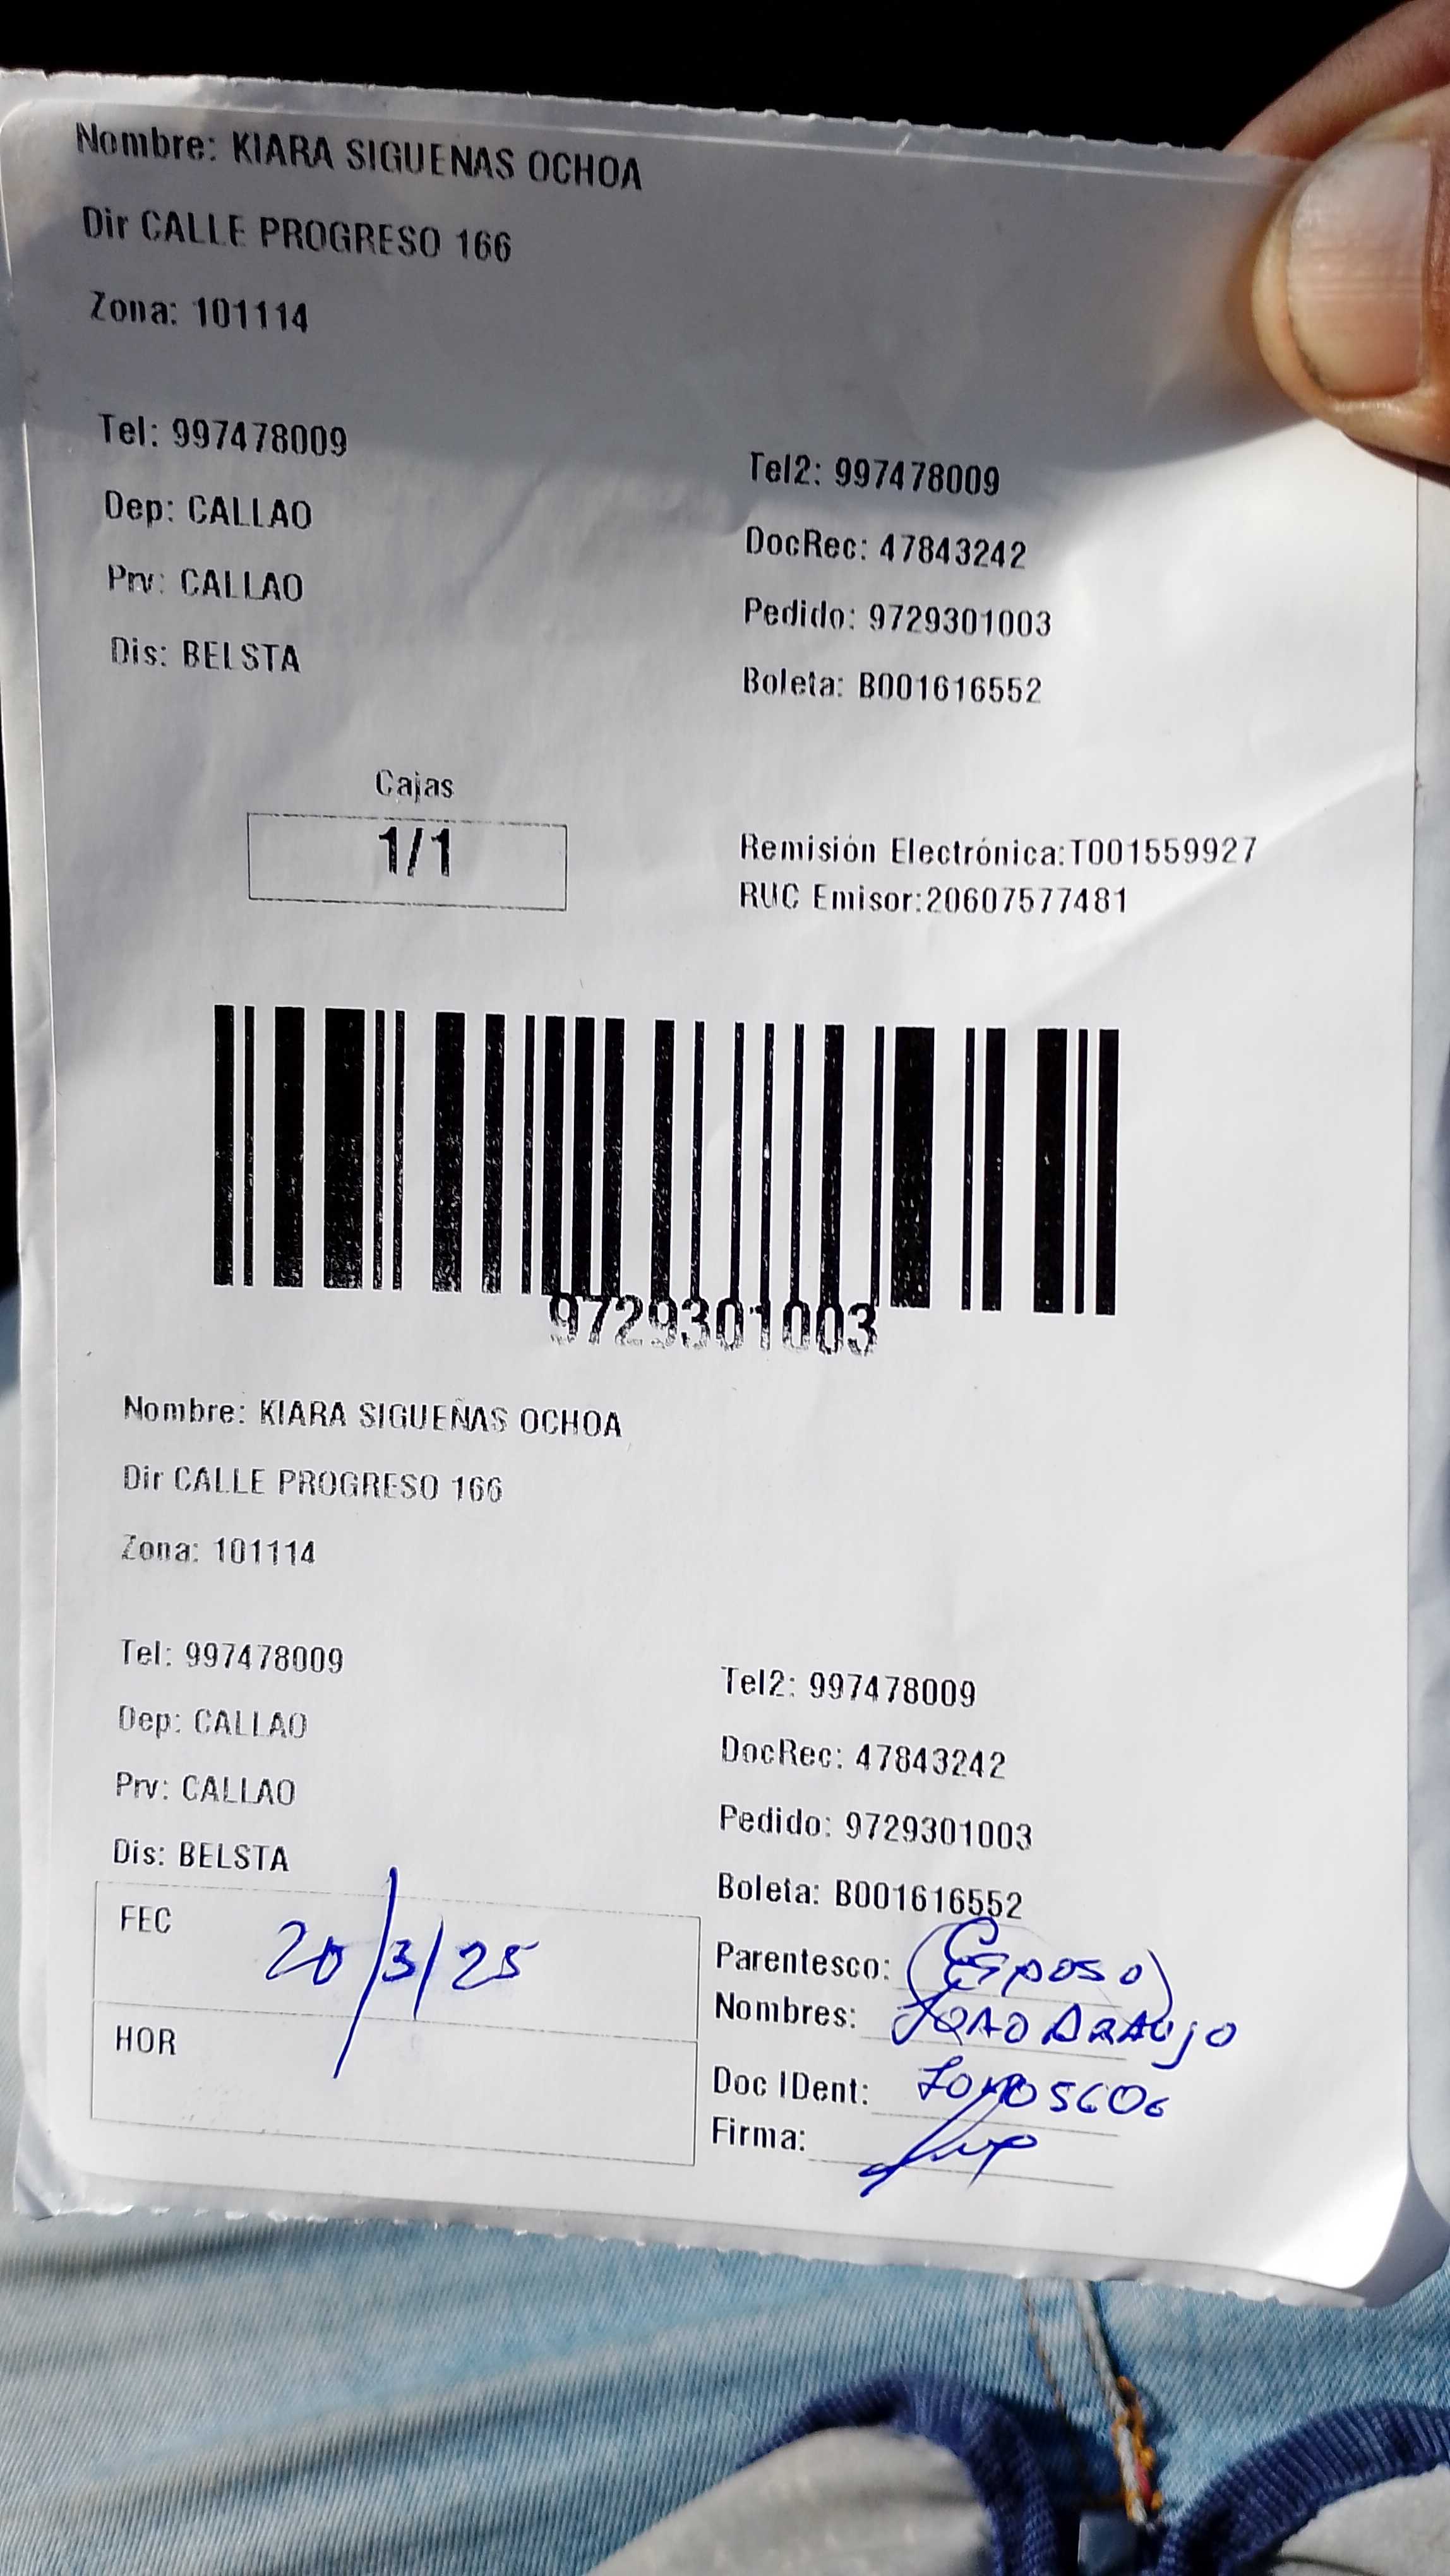 Nombre: KIARA SIGUEÑAS OCHOA
Dir CALLE PROGRESO 166
Zona: 101114
Tel: 997478009
Tel2: 997478009
Dep: CALLAO
DocRec: 47843242
Prv: CALLAO
Pedido: 9729301003
Dis: BELSTA
Boleta: B001616552
Cajas
1/1
Remisión Electrónica:T001559927
RUC Emisor:20607577481
9729301003
Nombre: KIARA SIGUEÑAS OCHOA
Dir CALLE PROGRESO 166
Zona: 101114
Tel: 997478009
Tel2: 997478009
Dep: CALLAO
DocRec: 47843242
Prv: CALLAO
Pedido: 9729301003
Dis: BELSTA
Boleta: B001616552
FEC 20/3/25
Parentesco: (Esposo)
Nombres: JOAO ARAUJO
HOR
Doc IDent:
Firma: